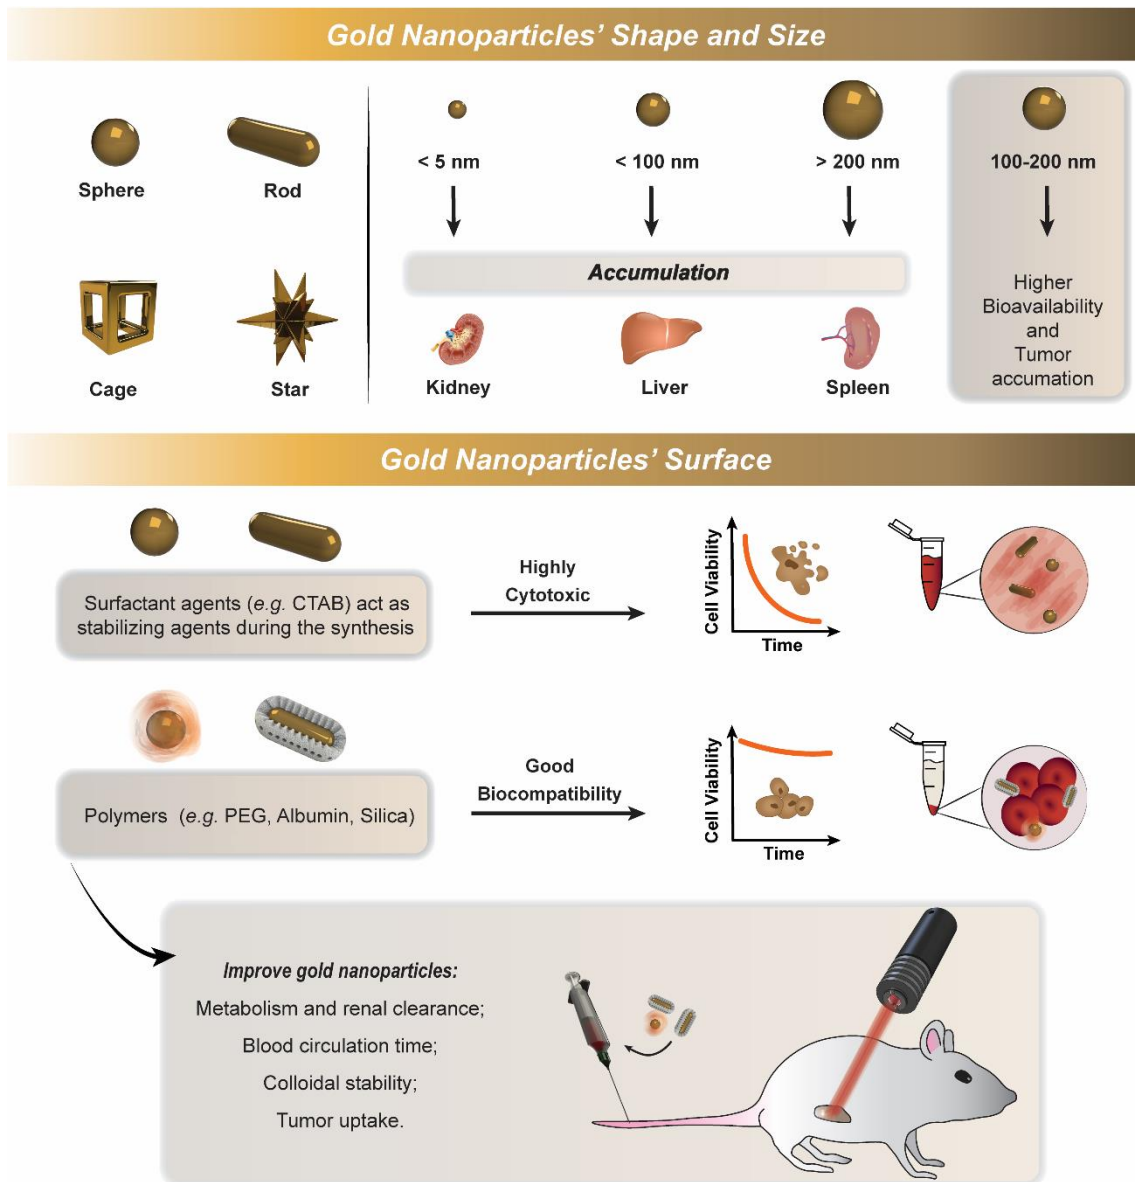 Gold Nanoparticles’ Shape and Size
Sphere
Rod
Cage
Star
< 5 nm
< 100 nm
> 200 nm
Accumulation
Kidney
Liver
Spleen
100-200 nm
Higher
Bioavailability
and
Tumor
accumation
Gold Nanoparticles’ Surface
Surfactant agents (e.g. CTAB) act as
stabilizing agents during the synthesis
Highly
Cytotoxic
Cell Viability
Time
Polymers (e.g. PEG, Albumin, Silica)
Good
Biocompatibility
Cell Viability
Time
Improve gold nanoparticles:
Metabolism and renal clearance;
Blood circulation time;
Colloidal stability;
Tumor uptake.